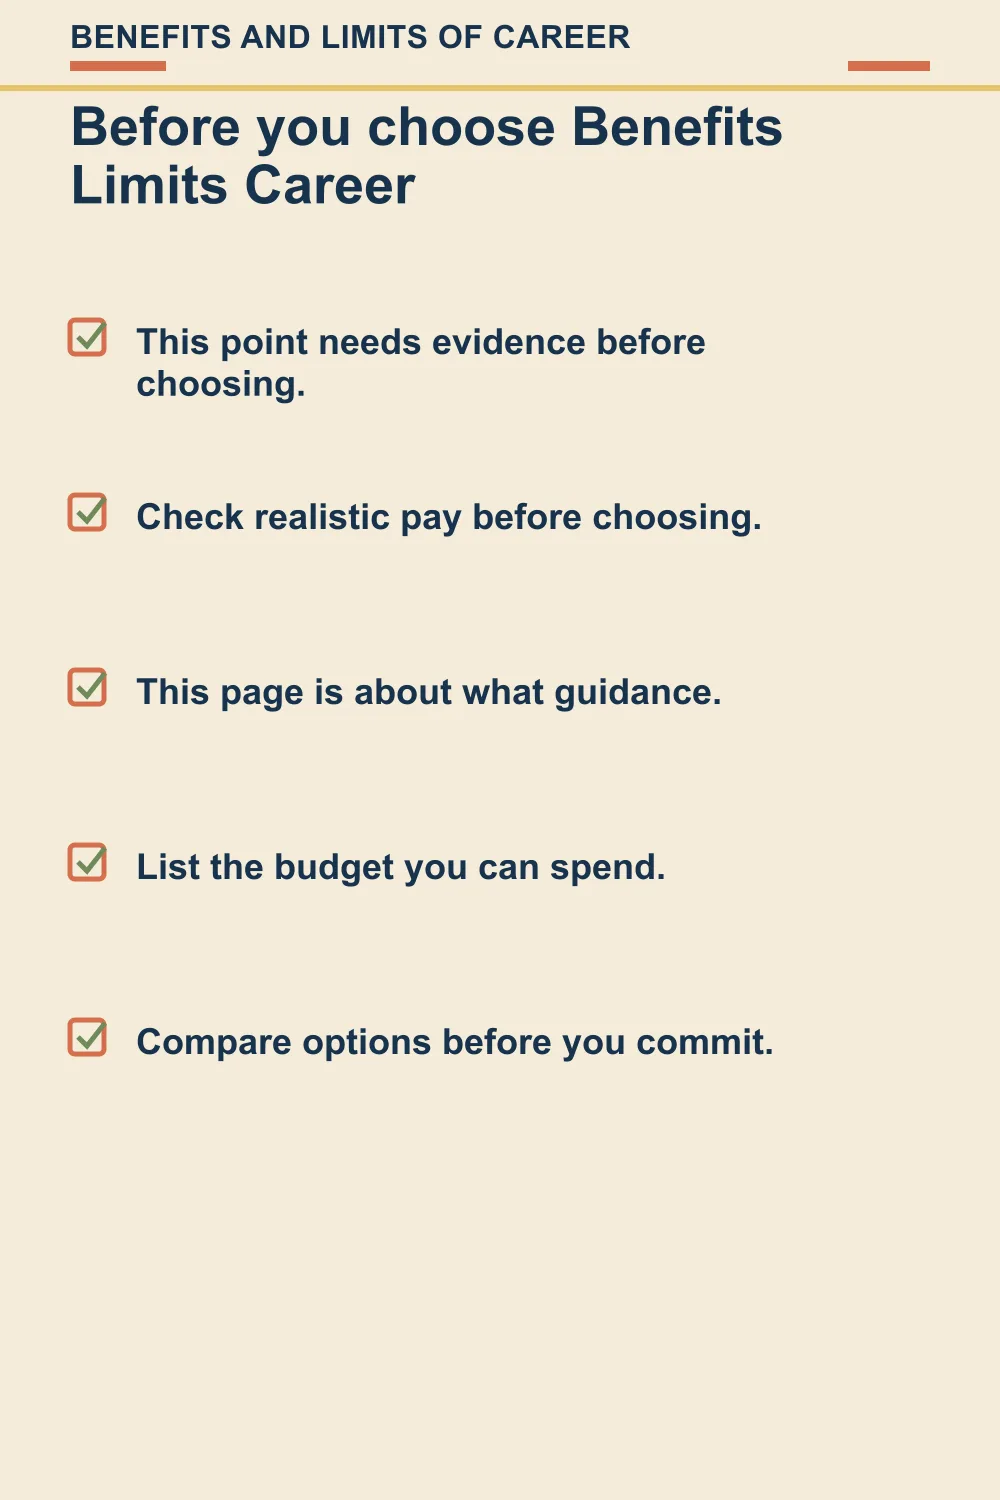 BENEFITS AND LIMITS OF CAREER
Before you choose Benefits
Limits Career
This point needs evidence before
choosing.
Check realistic pay before choosing.
This page is about what guidance.
List the budget you can spend.
Compare options before you commit.